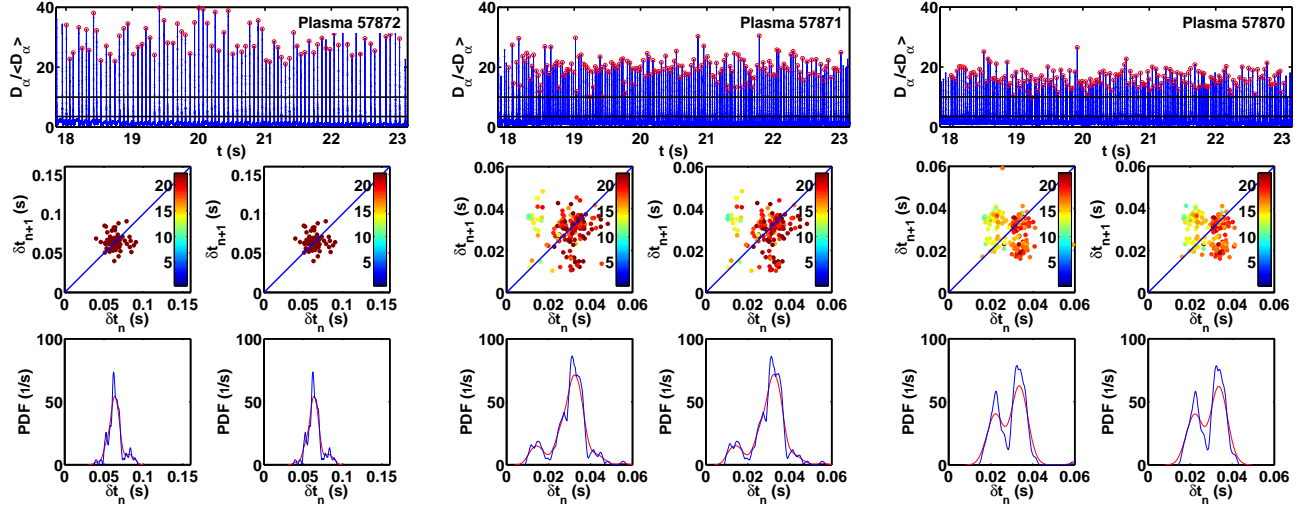 Plasma 57872
D_α/<D_α>
40
20
0
18 19 20 21 22 23
t (s)
Plasma 57871
D_α/<D_α>
40
20
0
18 19 20 21 22 23
t (s)
Plasma 57870
D_α/<D_α>
40
20
0
18 19 20 21 22 23
t (s)
δt_{n+1} (s)
0.15
0.1
0.05
0
0 0.05 0.1 0.15
δt_n (s)
20
15
10
5
δt_{n+1} (s)
0.15
0.1
0.05
0
0 0.05 0.1 0.15
δt_n (s)
20
15
10
5
δt_{n+1} (s)
0.06
0.04
0.02
0
0 0.02 0.04 0.06
δt_n (s)
20
15
10
5
δt_{n+1} (s)
0.06
0.04
0.02
0
0 0.02 0.04 0.06
δt_n (s)
20
15
10
5
δt_{n+1} (s)
0.06
0.04
0.02
0
0 0.02 0.04 0.06
δt_n (s)
20
15
10
5
δt_{n+1} (s)
0.06
0.04
0.02
0
0 0.02 0.04 0.06
δt_n (s)
20
15
10
5
PDF (1/s)
100
50
0
0 0.05 0.1 0.15
δt_n (s)
PDF (1/s)
100
50
0
0 0.05 0.1 0.15
δt_n (s)
PDF (1/s)
100
50
0
0 0.02 0.04 0.06
δt_n (s)
PDF (1/s)
100
50
0
0 0.02 0.04 0.06
δt_n (s)
PDF (1/s)
100
50
0
0 0.02 0.04 0.06
δt_n (s)
PDF (1/s)
100
50
0
0 0.02 0.04 0.06
δt_n (s)